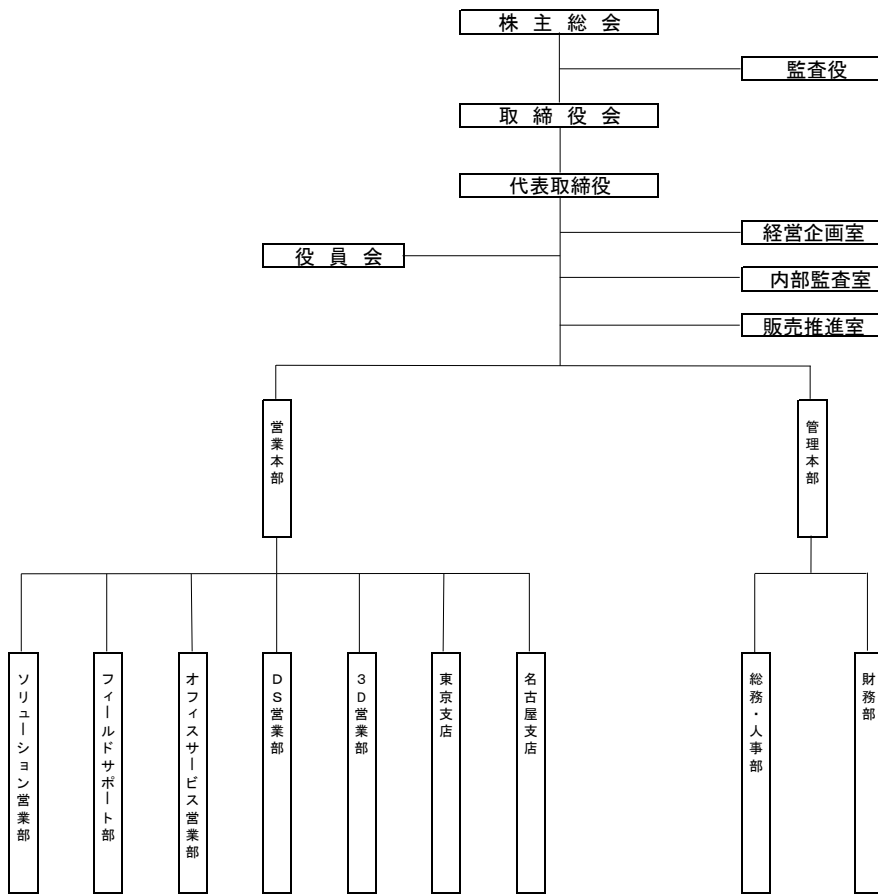 株主総会
監査役
取締役会
代表取締役
経営企画室
役員会
内部監査室
販売推進室
営業本部
管理本部
ソリューション営業部
フィールドサポート部
オフィスサービス営業部
DS営業部
3D営業部
東京支店
名古屋支店
総務・人事部
財務部